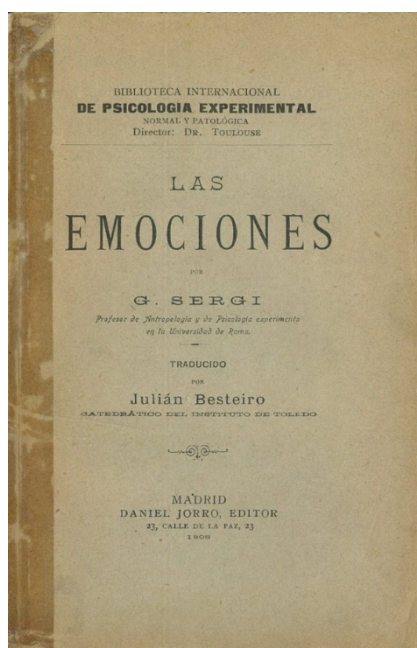 BIBLIOTECA INTERNACIONAL
DE PSICOLOGIA EXPERIMENTAL
NORMAL Y PATOLÓGICA
Director: DR. TOULOUSE
LAS
EMOCIONES
POR
G. SERGI
Profesor de Antropología y de Psicología experimenta
en la Universidad de Roma.
TRADUCIDO
POR
Julián Besteiro
CATEDRÁTICO DEL INSTITUTO DE TOLEDO
MADRID
DANIEL JORRO, EDITOR
23, CALLE DE LA PAZ, 23
1906